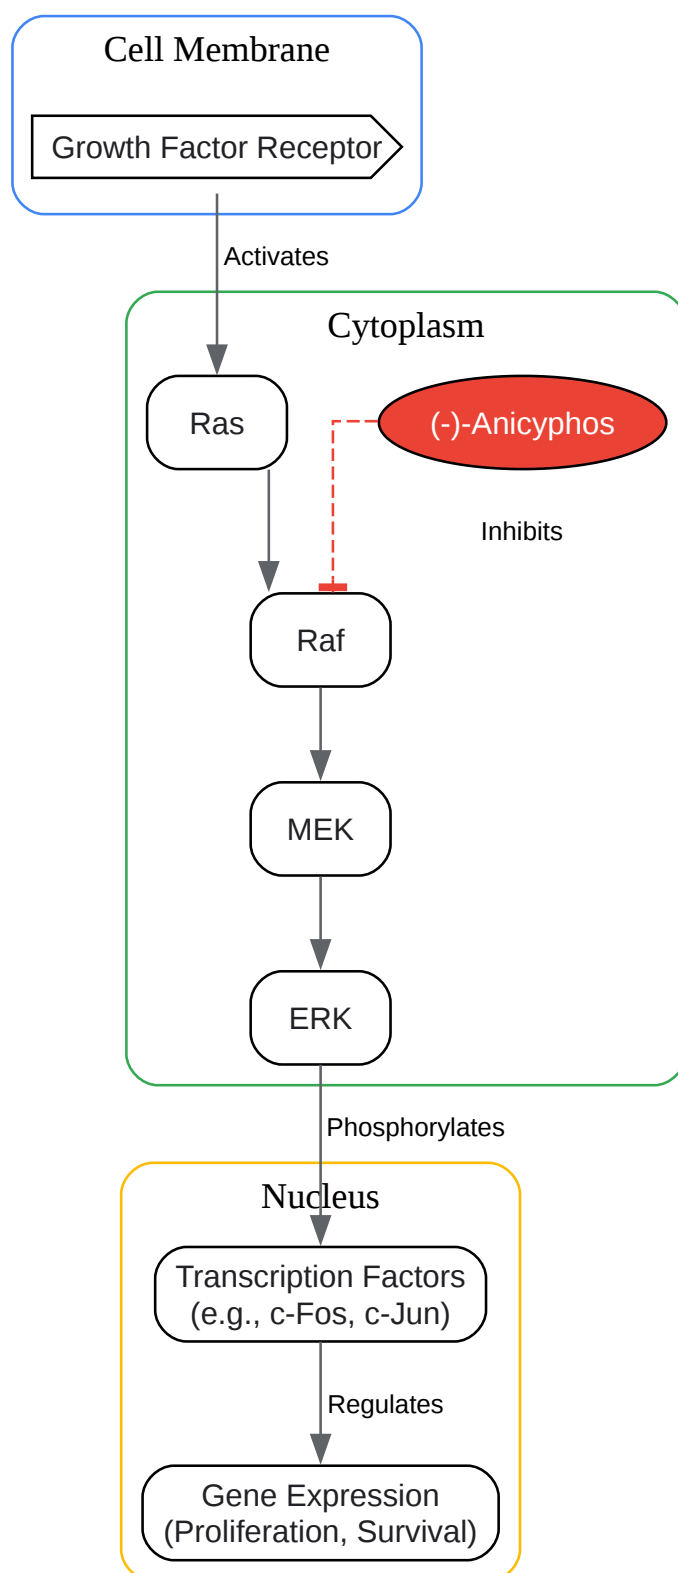 Cell Membrane
Growth Factor Receptor
Activates
Cytoplasm
Ras
(-)-Anicyphos
Inhibits
Raf
MEK
ERK
Phosphorylates
Nucleus
Transcription Factors
(e.g., c-Fos, c-Jun)
Regulates
Gene Expression
(Proliferation, Survival)